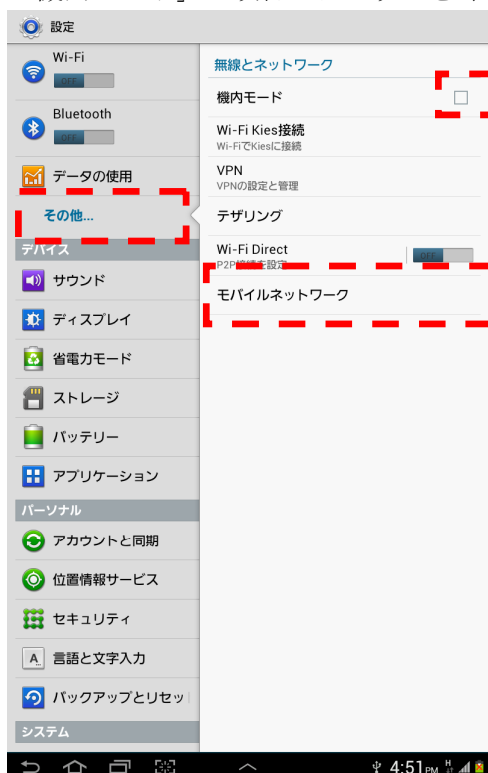 設定
Wi-Fi
OFF
Bluetooth
OFF
データの使用
その他...
デバイス
サウンド
ディスプレイ
省電力モード
ストレージ
バッテリー
アプリケーション
パーソナル
アカウントと同期
位置情報サービス
セキュリティ
A 言語と文字入力
バックアップとリセッ
システム
無線とネットワーク
機内モード
Wi-Fi Kies接続
Wi-FiでKiesに接続
VPN
VPNの設定と管理
テザリング
Wi-Fi Direct
P2P接続を設定
OFF
モバイルネットワーク
4:51PM H